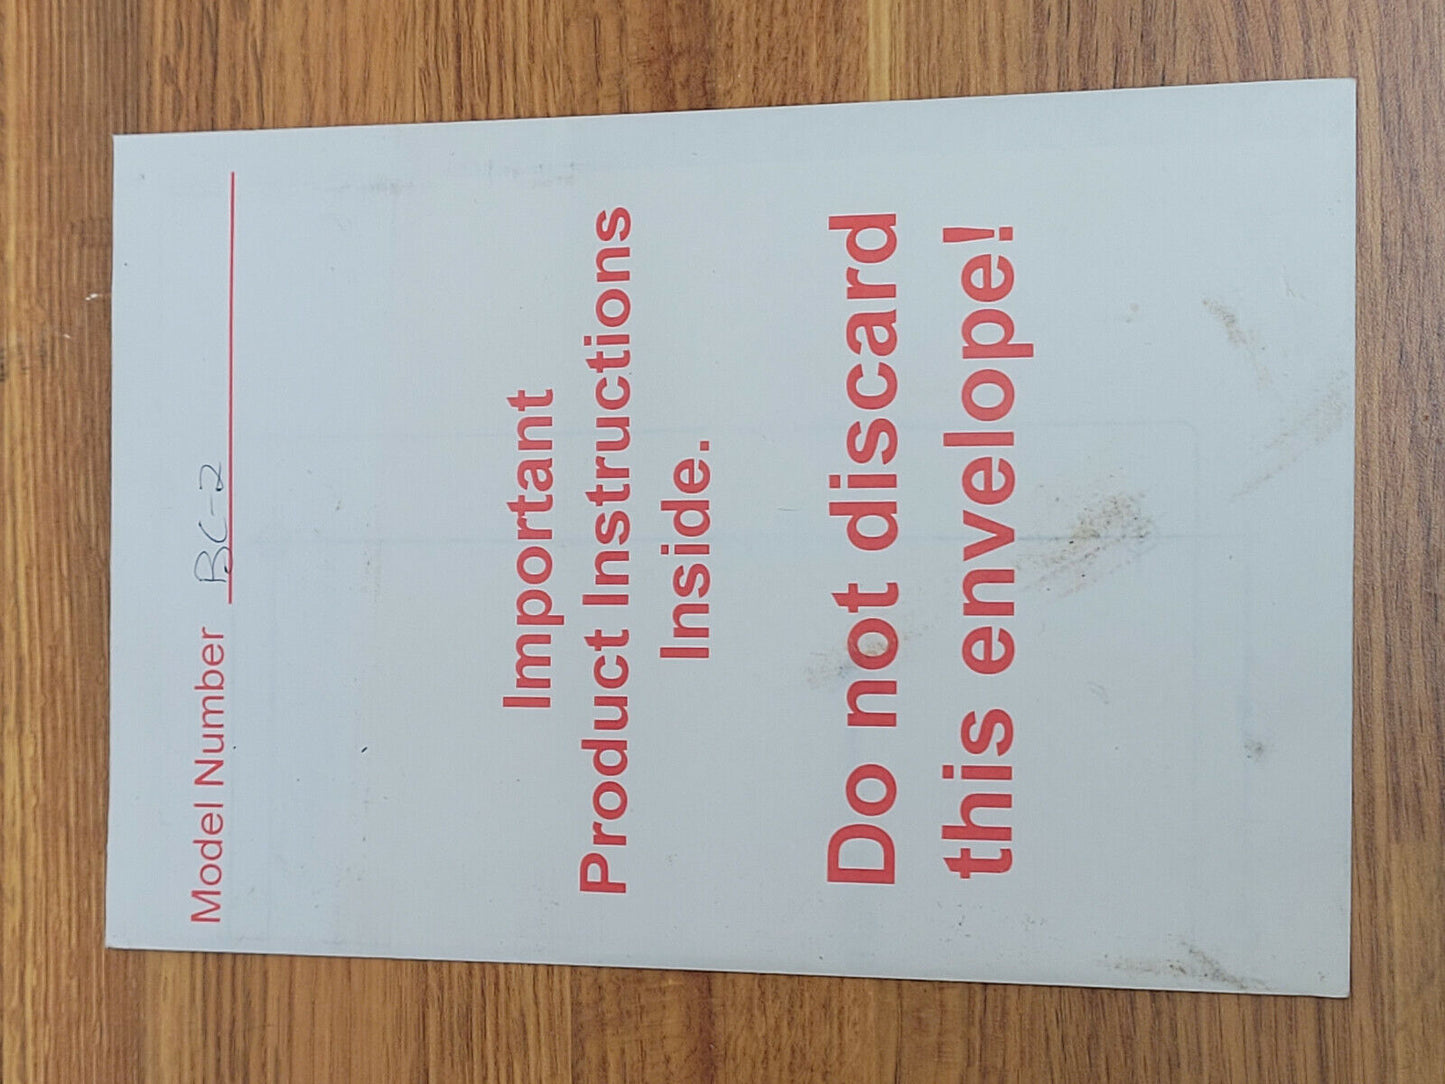 Model Number BC-2
Important
Product Instructions
Inside.
Do not discard
this envelope!